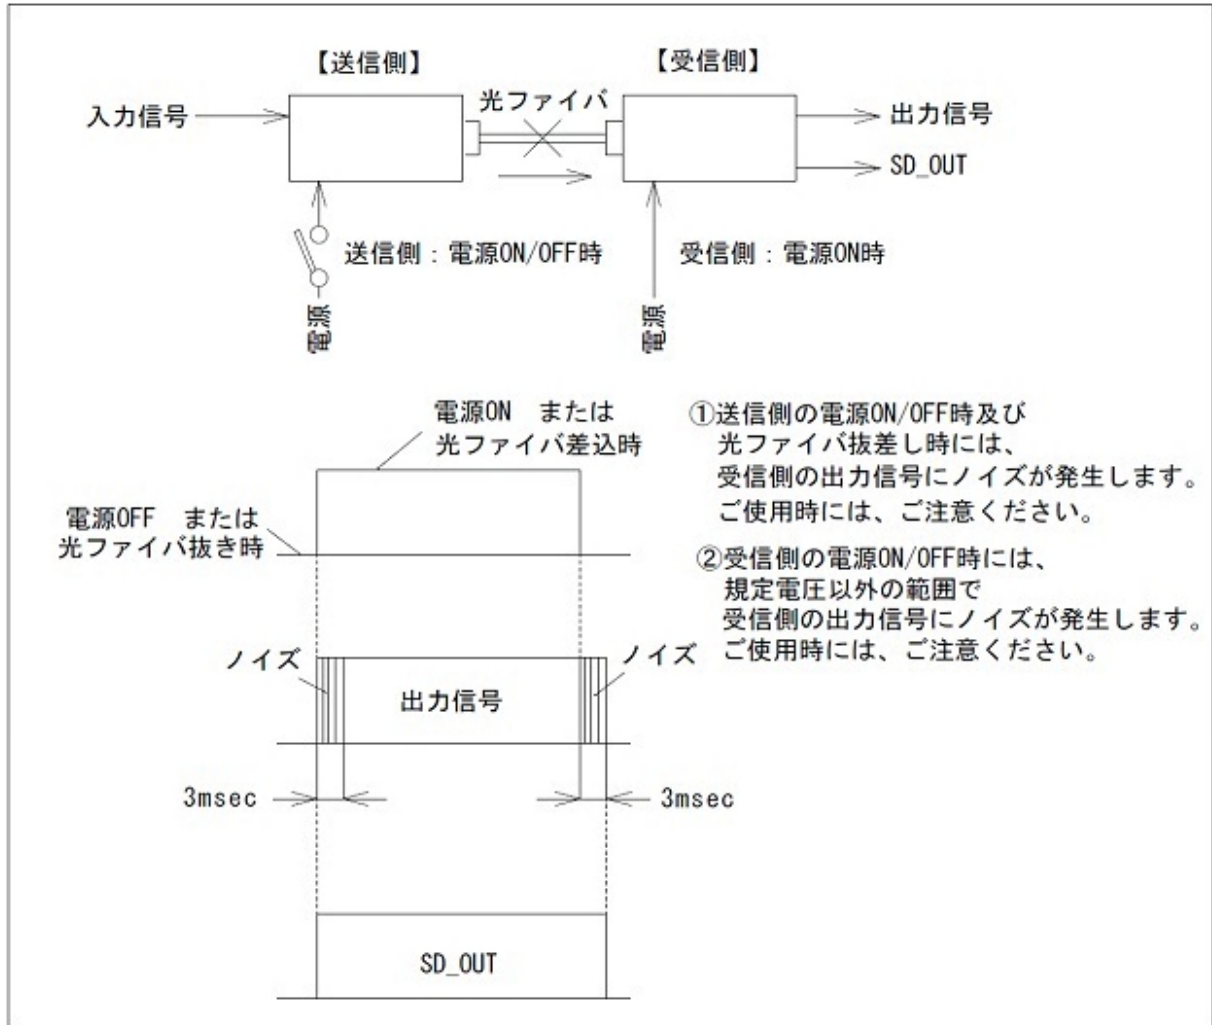 【送信側】
【受信側】
入力信号
光ファイバ
出力信号
SD_OUT
送信側：電源ON/OFF時
受信側：電源ON時
電源
電源
電源ON または
光ファイバ差込時
電源OFF または
光ファイバ抜き時
①送信側の電源ON/OFF時及び
光ファイバ抜差し時には、
受信側の出力信号にノイズが発生します。
ご使用時には、ご注意ください。
②受信側の電源ON/OFF時には、
規定電圧以外の範囲で
受信側の出力信号にノイズが発生します。
ご使用時には、ご注意ください。
ノイズ
出力信号
ノイズ
3msec
3msec
SD_OUT